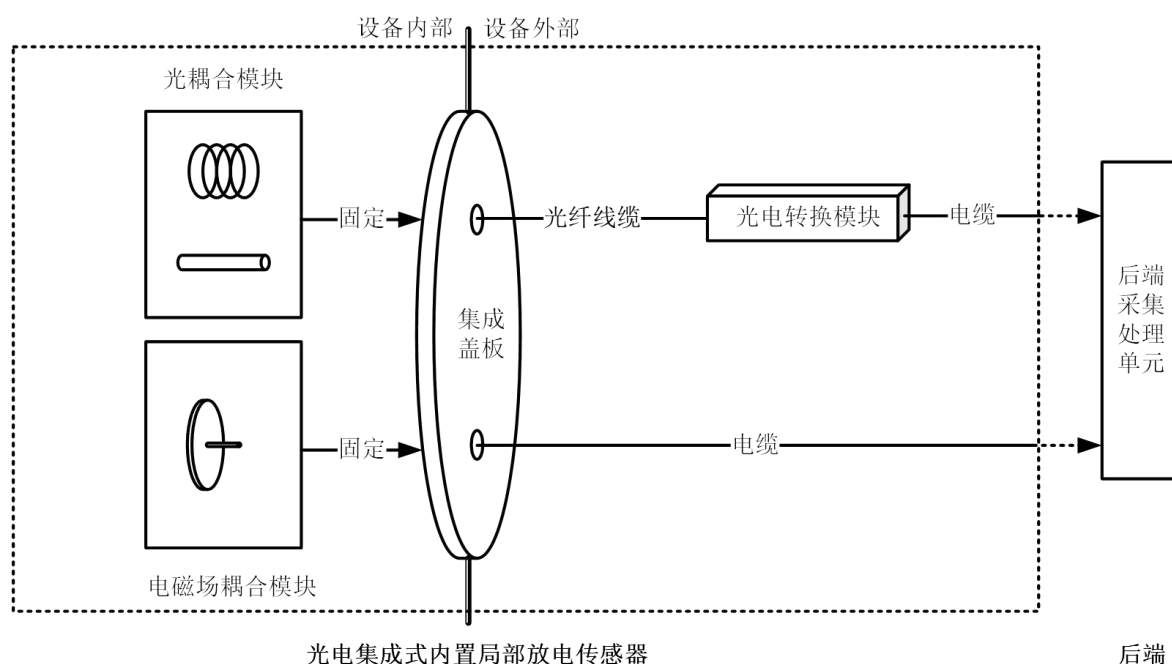 设备内部
设备外部
光耦合模块
固定
光纤线缆
光电转换模块
电缆
集成
盖板
后端
采集
处理
单元
固定
电缆
电磁场耦合模块
光电集成式内置局部放电传感器
后端